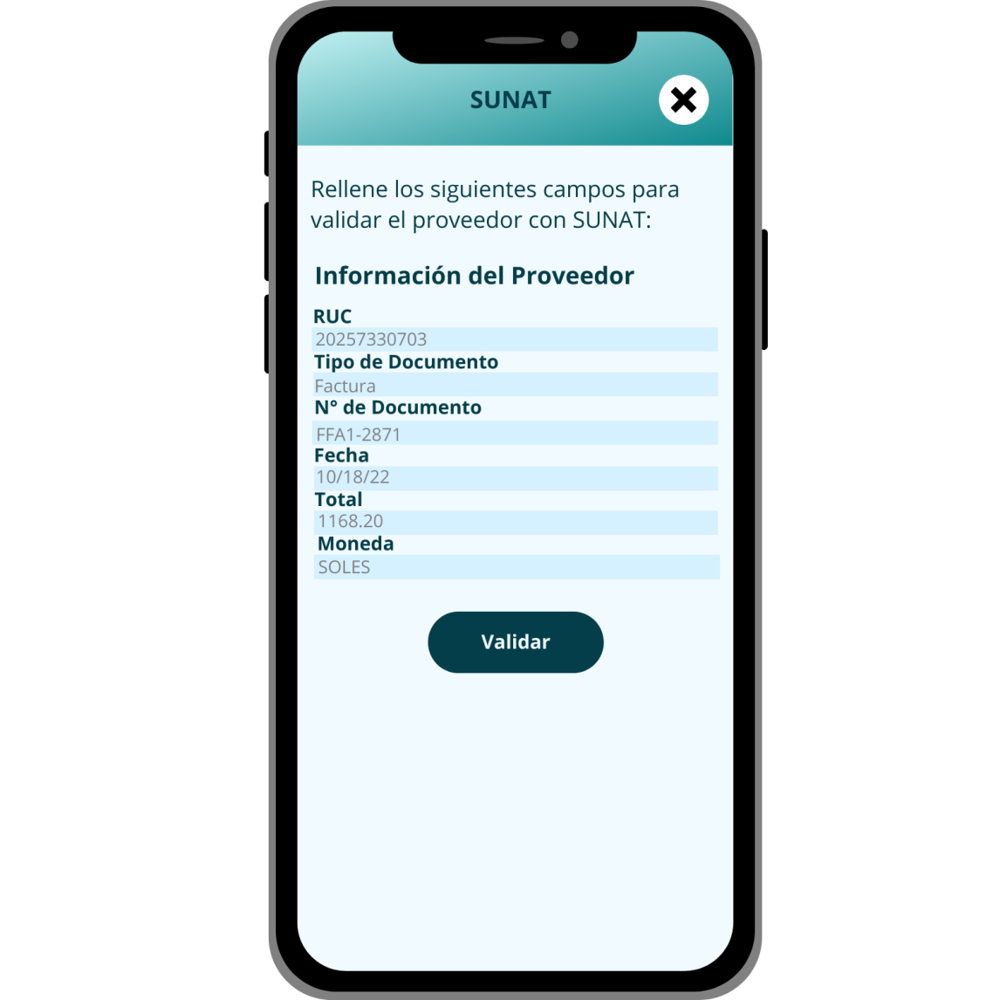 SUNAT
Rellene los siguientes campos para
validar el proveedor con SUNAT:
Información del Proveedor
RUC
20257330703
Tipo de Documento
Factura
N° de Documento
FFA1-2871
Fecha
10/18/22
Total
1168.20
Moneda
SOLES
Validar